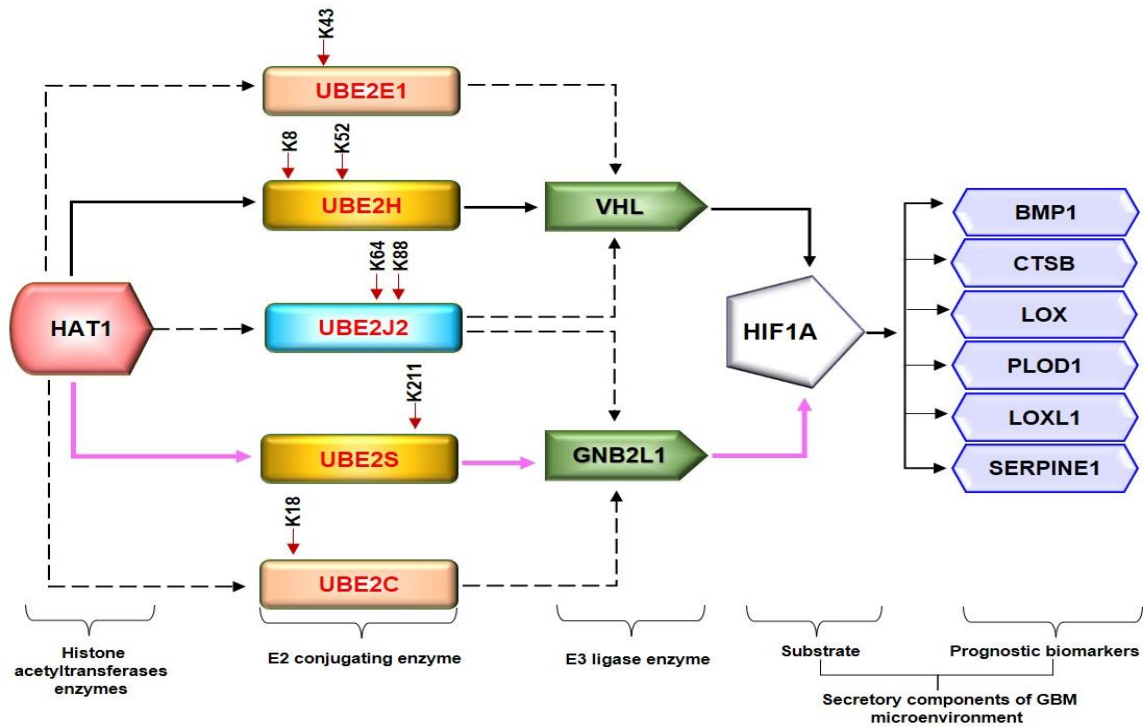 K43
UBE2E1
K8
K52
UBE2H
VHL
K64
K88
UBE2J2
HAT1
K211
UBE2S
GNB2L1
K18
UBE2C
HIF1A
BMP1
CTSB
LOX
PLOD1
LOXL1
SERPINE1
Histone
acetyltransferases
enzymes
E2 conjugating enzyme
E3 ligase enzyme
Substrate
Prognostic biomarkers
Secretory components of GBM
microenvironment